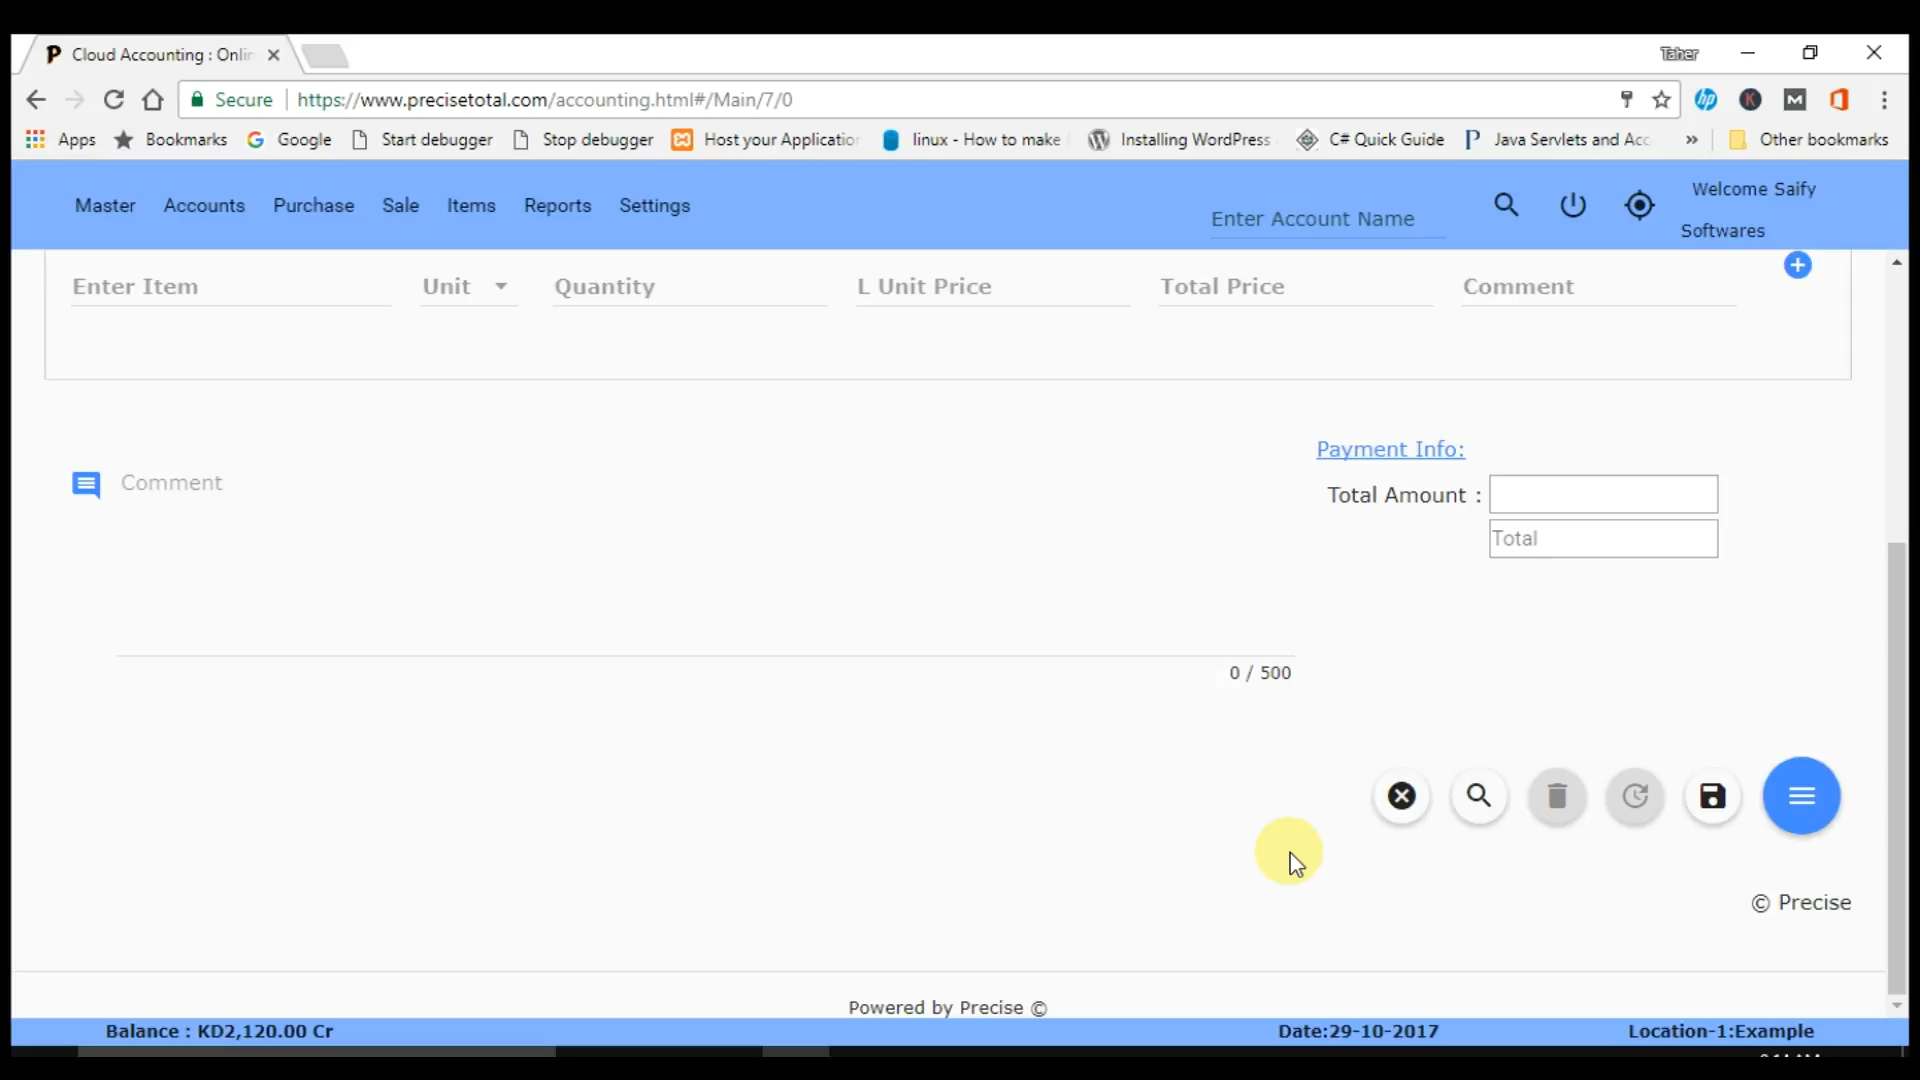 Cloud Accounting : Onlin
Taher
Secure https://www.precisetotal.com/accounting.html#/Main/7/0
Apps Bookmarks Google Start debugger Stop debugger Host your Application linux - How to make Installing WordPress C# Quick Guide Java Servlets and Acc » Other bookmarks
Master Accounts Purchase Sale Items Reports Settings
Enter Account Name
Welcome Saify
Softwares
Enter Item Unit Quantity L Unit Price Total Price Comment
Payment Info:
Comment
Total Amount :
Total
0 / 500
© Precise
Powered by Precise ©
Balance : KD2,120.00 Cr Date:29-10-2017 Location-1:Example